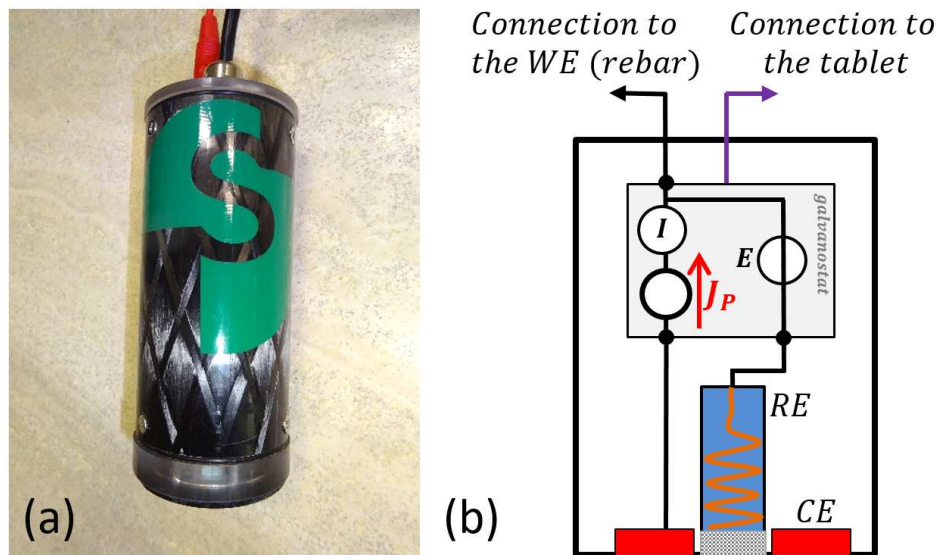 S
(a)
Connection to
the WE (rebar)
Connection to
the tablet
galvanostat
I
E
J_P
RE
CE
(b)